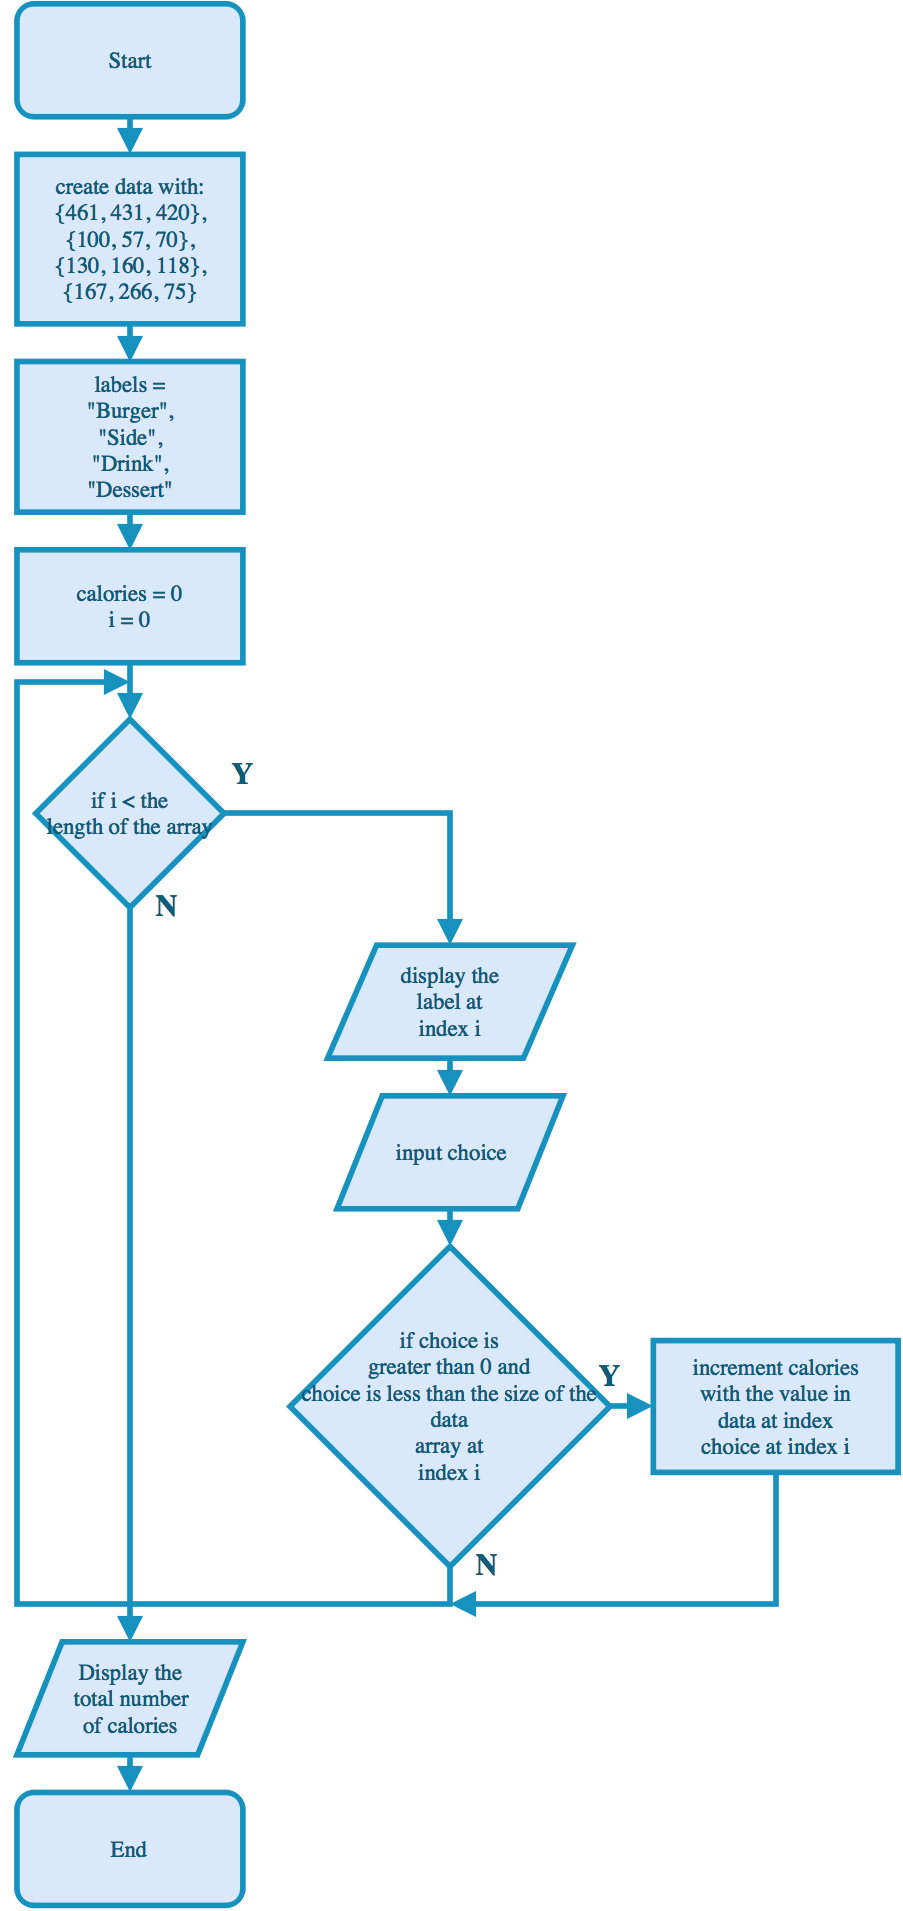 Start
create data with:
{461, 431, 420},
{100, 57, 70},
{130, 160, 118},
{167, 266, 75}
labels =
"Burger",
"Side",
"Drink",
"Dessert"
calories = 0
i = 0
if i < the
length of the array
Y
N
display the
label at
index i
input choice
if choice is
greater than 0 and
choice is less than the size of the
data
array at
index i
Y
N
increment calories
with the value in
data at index
choice at index i
Display the
total number
of calories
End